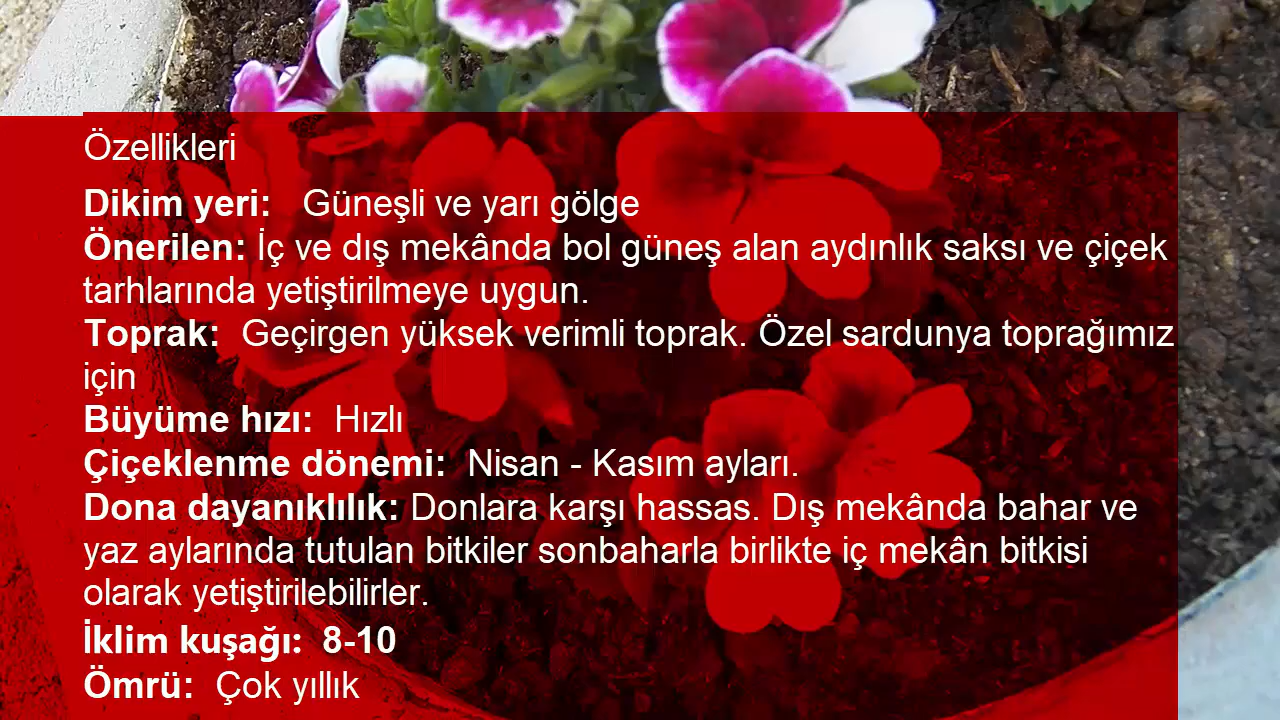 Özellikleri
Dikim yeri: Güneşli ve yarı gölge
Önerilen: İç ve dış mekânda bol güneş alan aydınlık saksı ve çiçek
tarhlarında yetiştirilmeye uygun.
Toprak: Geçirgen yüksek verimli toprak. Özel sardunya toprağımız
için
Büyüme hızı: Hızlı
Çiçeklenme dönemi: Nisan - Kasım ayları.
Dona dayanıklılık: Donlara karşı hassas. Dış mekânda bahar ve
yaz aylarında tutulan bitkiler sonbaharla birlikte iç mekân bitkisi
olarak yetiştirilebilirler.
İklim kuşağı: 8-10
Ömrü: Çok yıllık